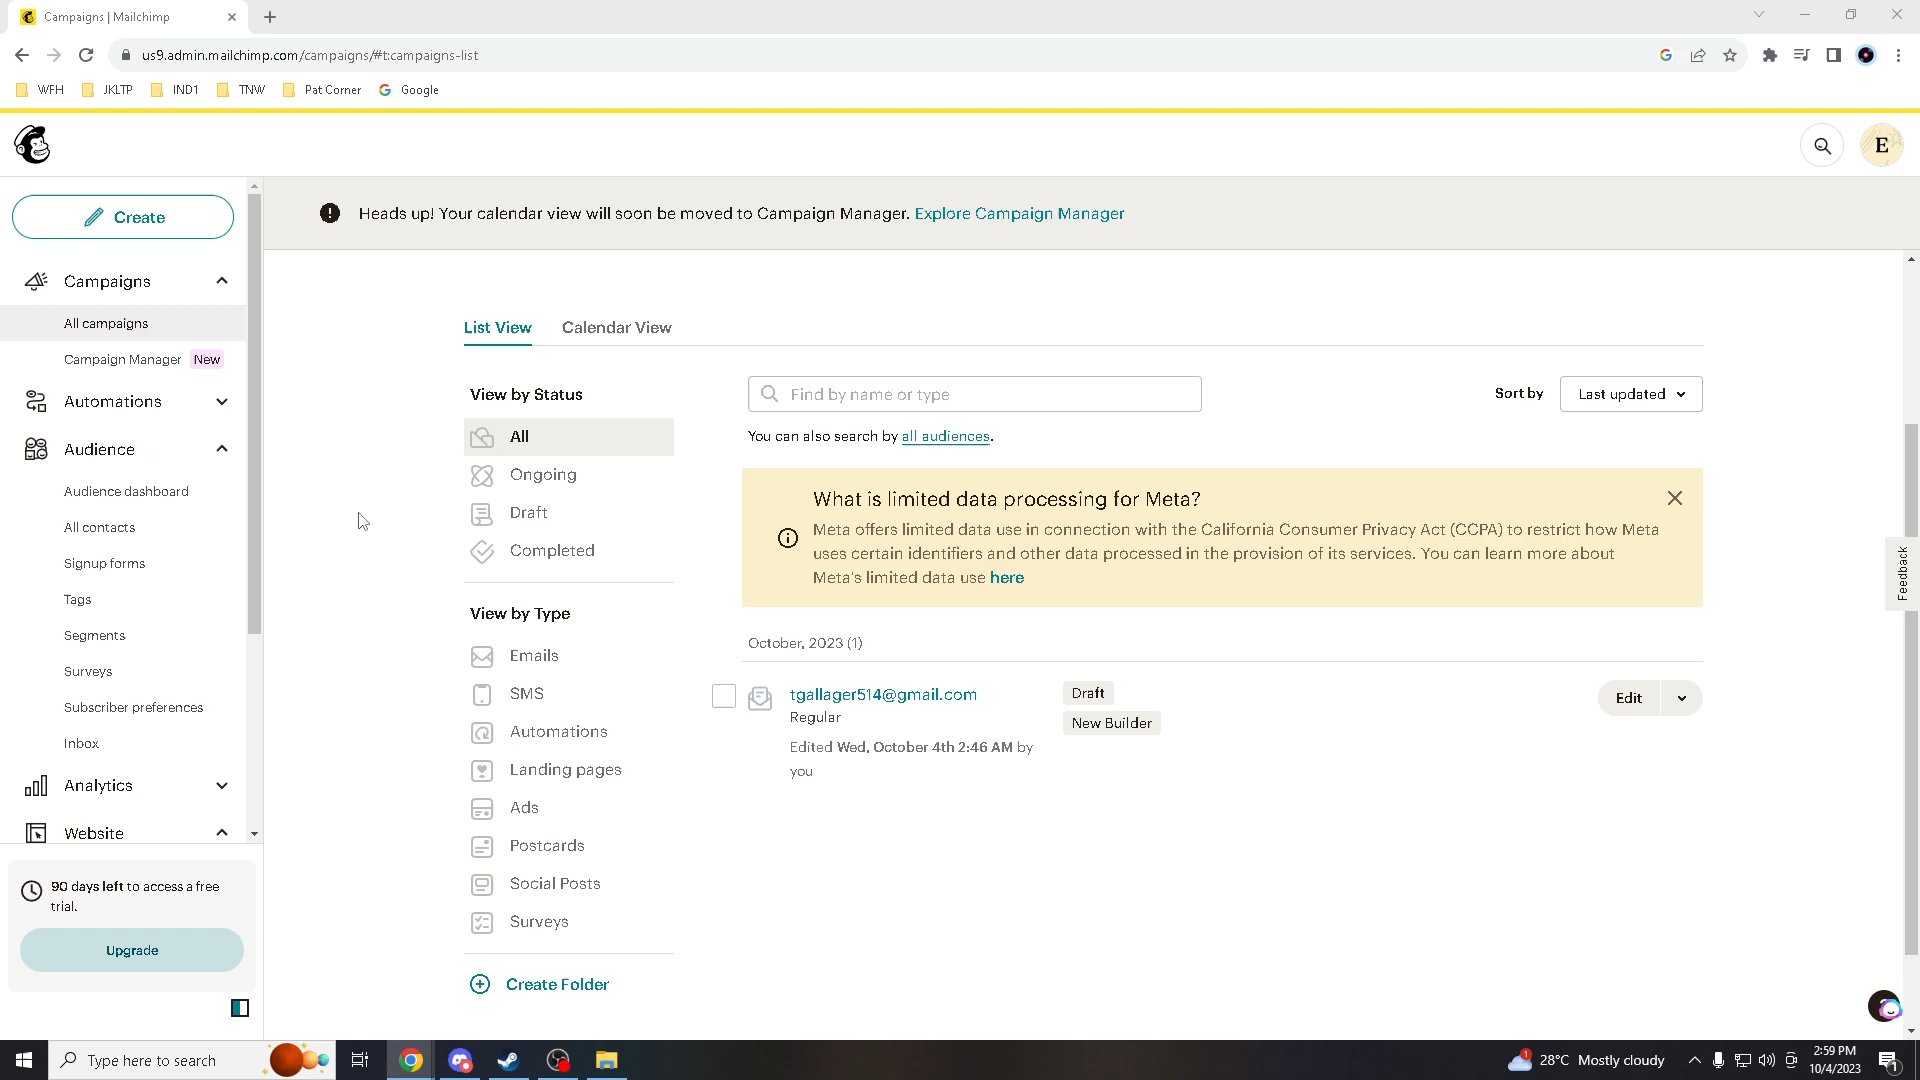 Campaigns | Mailchimp
us9.admin.mailchimp.com/campaigns/#t:campaigns-list
WFH JKLTP IND1 TNW Pat Corner Google
E
Create
Heads up! Your calendar view will soon be moved to Campaign Manager. Explore Campaign Manager
Campaigns
All campaigns
Campaign Manager New
Automations
Audience
Audience dashboard
All contacts
Signup forms
Tags
Segments
Surveys
Subscriber preferences
Inbox
Analytics
Website
90 days left to access a free
trial.
Upgrade
List View Calendar View
View by Status
All
Ongoing
Draft
Completed
View by Type
Emails
SMS
Automations
Landing pages
Ads
Postcards
Social Posts
Surveys
Create Folder
Find by name or type
Sort by Last updated
You can also search by all audiences.
What is limited data processing for Meta?
Meta offers limited data use in connection with the California Consumer Privacy Act (CCPA) to restrict how Meta
uses certain identifiers and other data processed in the provision of its services. You can learn more about
Meta's limited data use here
October, 2023 (1)
tgallager514@gmail.com
Regular
Edited Wed, October 4th 2:46 AM by
you
Draft
New Builder
Edit
Feedback
Type here to search
1
28°C Mostly cloudy
2:59 PM
10/4/2023
1